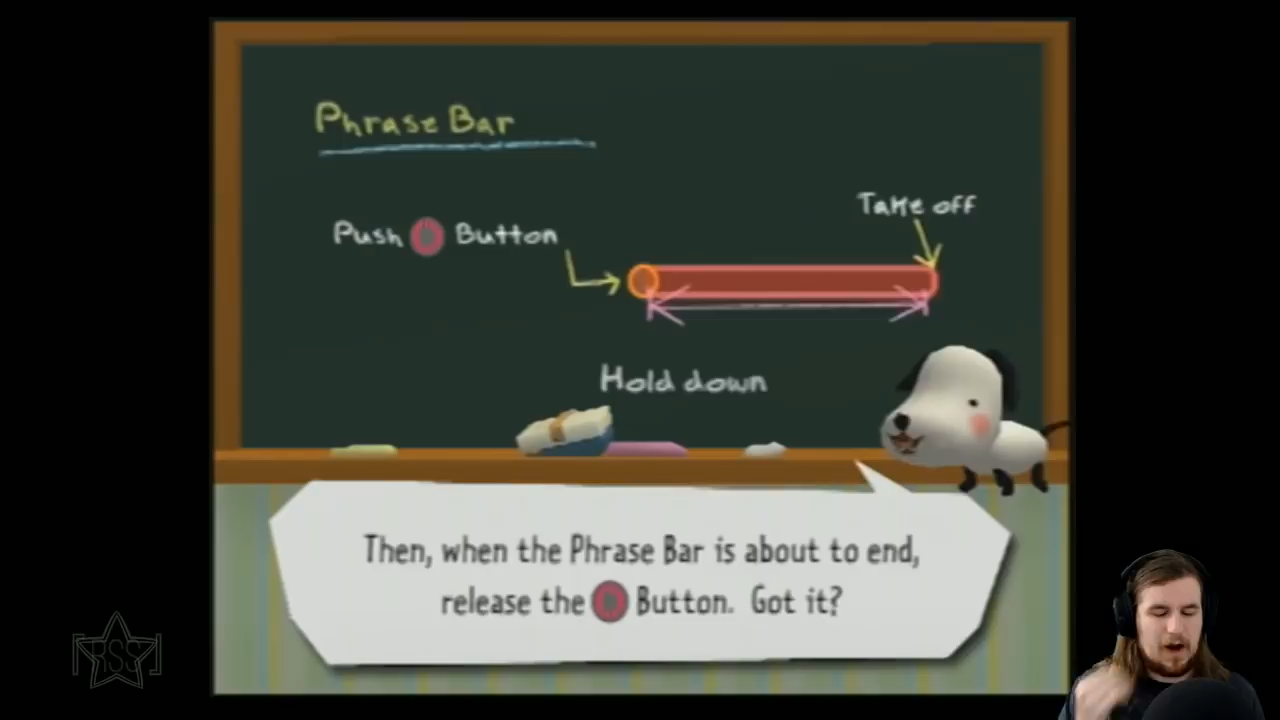 Phrase Bar
Take off
Push B Button
Hold down
Then, when the Phrase Bar is about to end,
release the B Button. Got it?
RSS